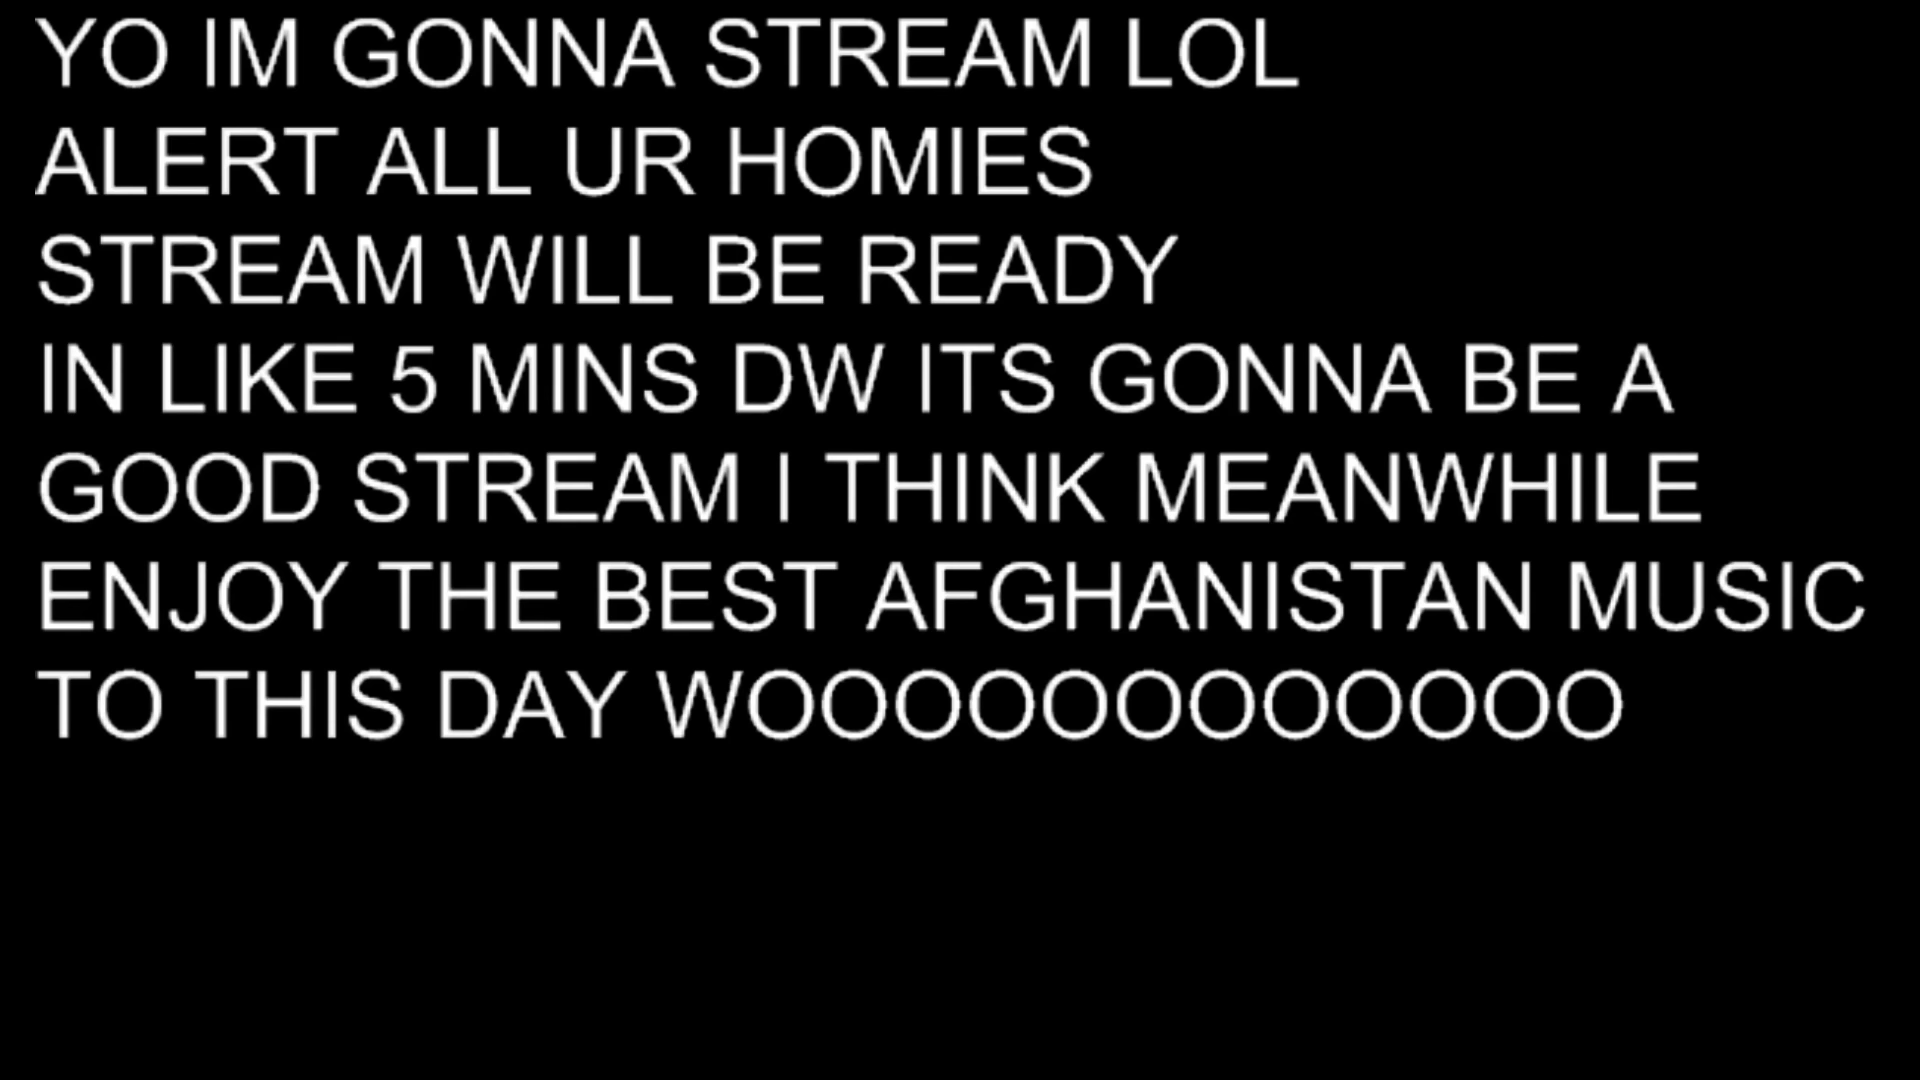 YO IM GONNA STREAM LOL
ALERT ALL UR HOMIES
STREAM WILL BE READY
IN LIKE 5 MINS DW ITS GONNA BE A
GOOD STREAM I THINK MEANWHILE
ENJOY THE BEST AFGHANISTAN MUSIC
TO THIS DAY WOOOOOOOOOOOO